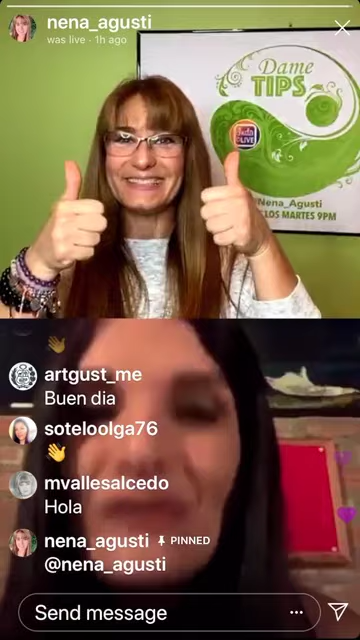 nena_agusti
was live · 1h ago
Dame
TIPS
Insta
LIVE
Nena_Agusti
LOS MARTES 9PM
artgust_me
Buen dia
soteloolga76
👋
mvallesalcedo
Hola
nena_agusti PINNED
@nena_agusti
Send message